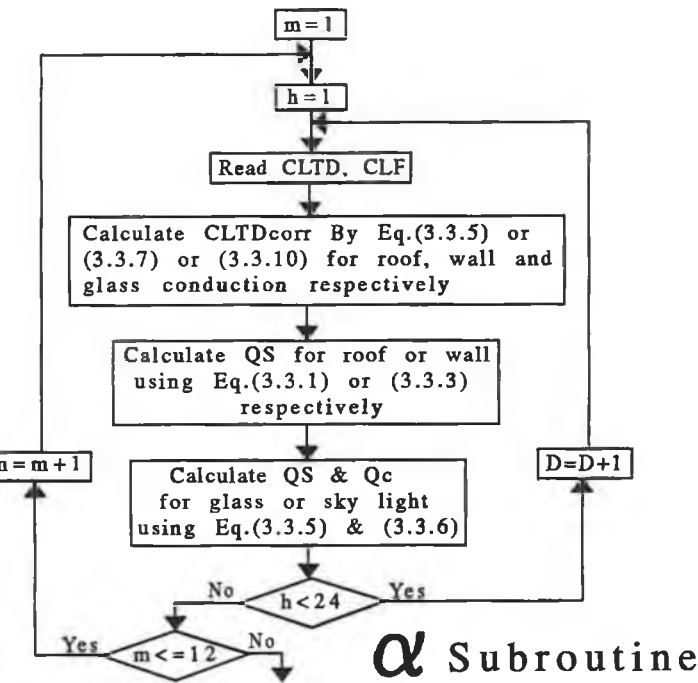 m = 1
h = 1
Read CLTD, CLF
Calculate CLTDcorr By Eq.(3.3.5) or
(3.3.7) or (3.3.10) for roof, wall and
glass conduction respectively
Calculate QS for roof or wall
using Eq.(3.3.1) or (3.3.3)
respectively
m = m + 1
D=D+1
Calculate QS & Qc
for glass or sky light
using Eq.(3.3.5) & (3.3.6)
No
h<24
Yes
Yes
m<=12
No
α Subroutine